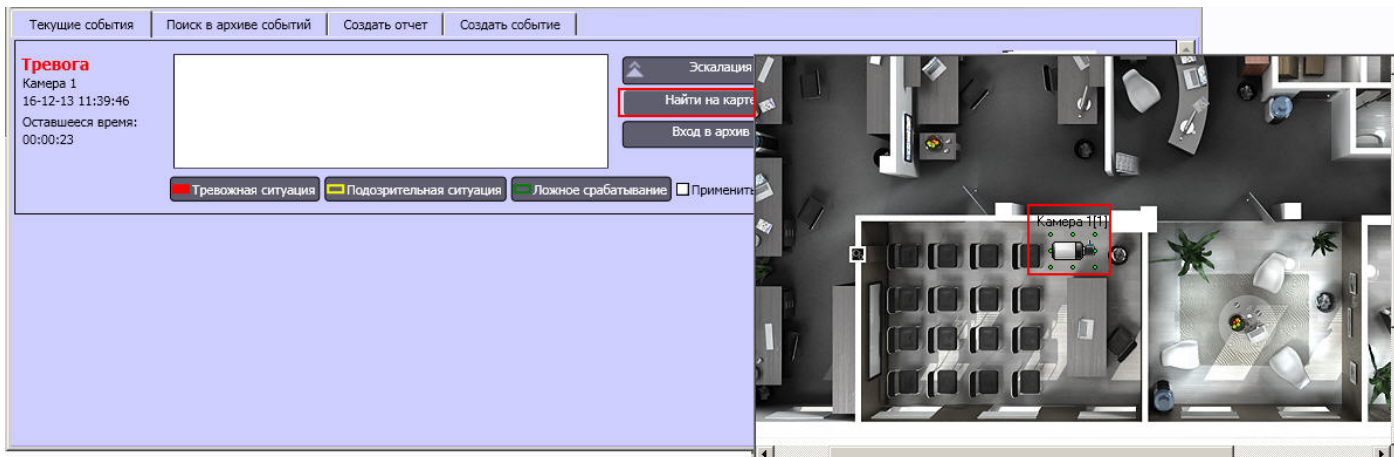 Текущие события
Поиск в архиве событий
Создать отчет
Создать событие
Тревога
Камера 1
16-12-13 11:39:46
Оставшееся время:
00:00:23
Эскалация
Найти на карте
Вход в архив
Тревожная ситуация
Подозрительная ситуация
Ложное срабатывание
Применить
Камера 1[1]